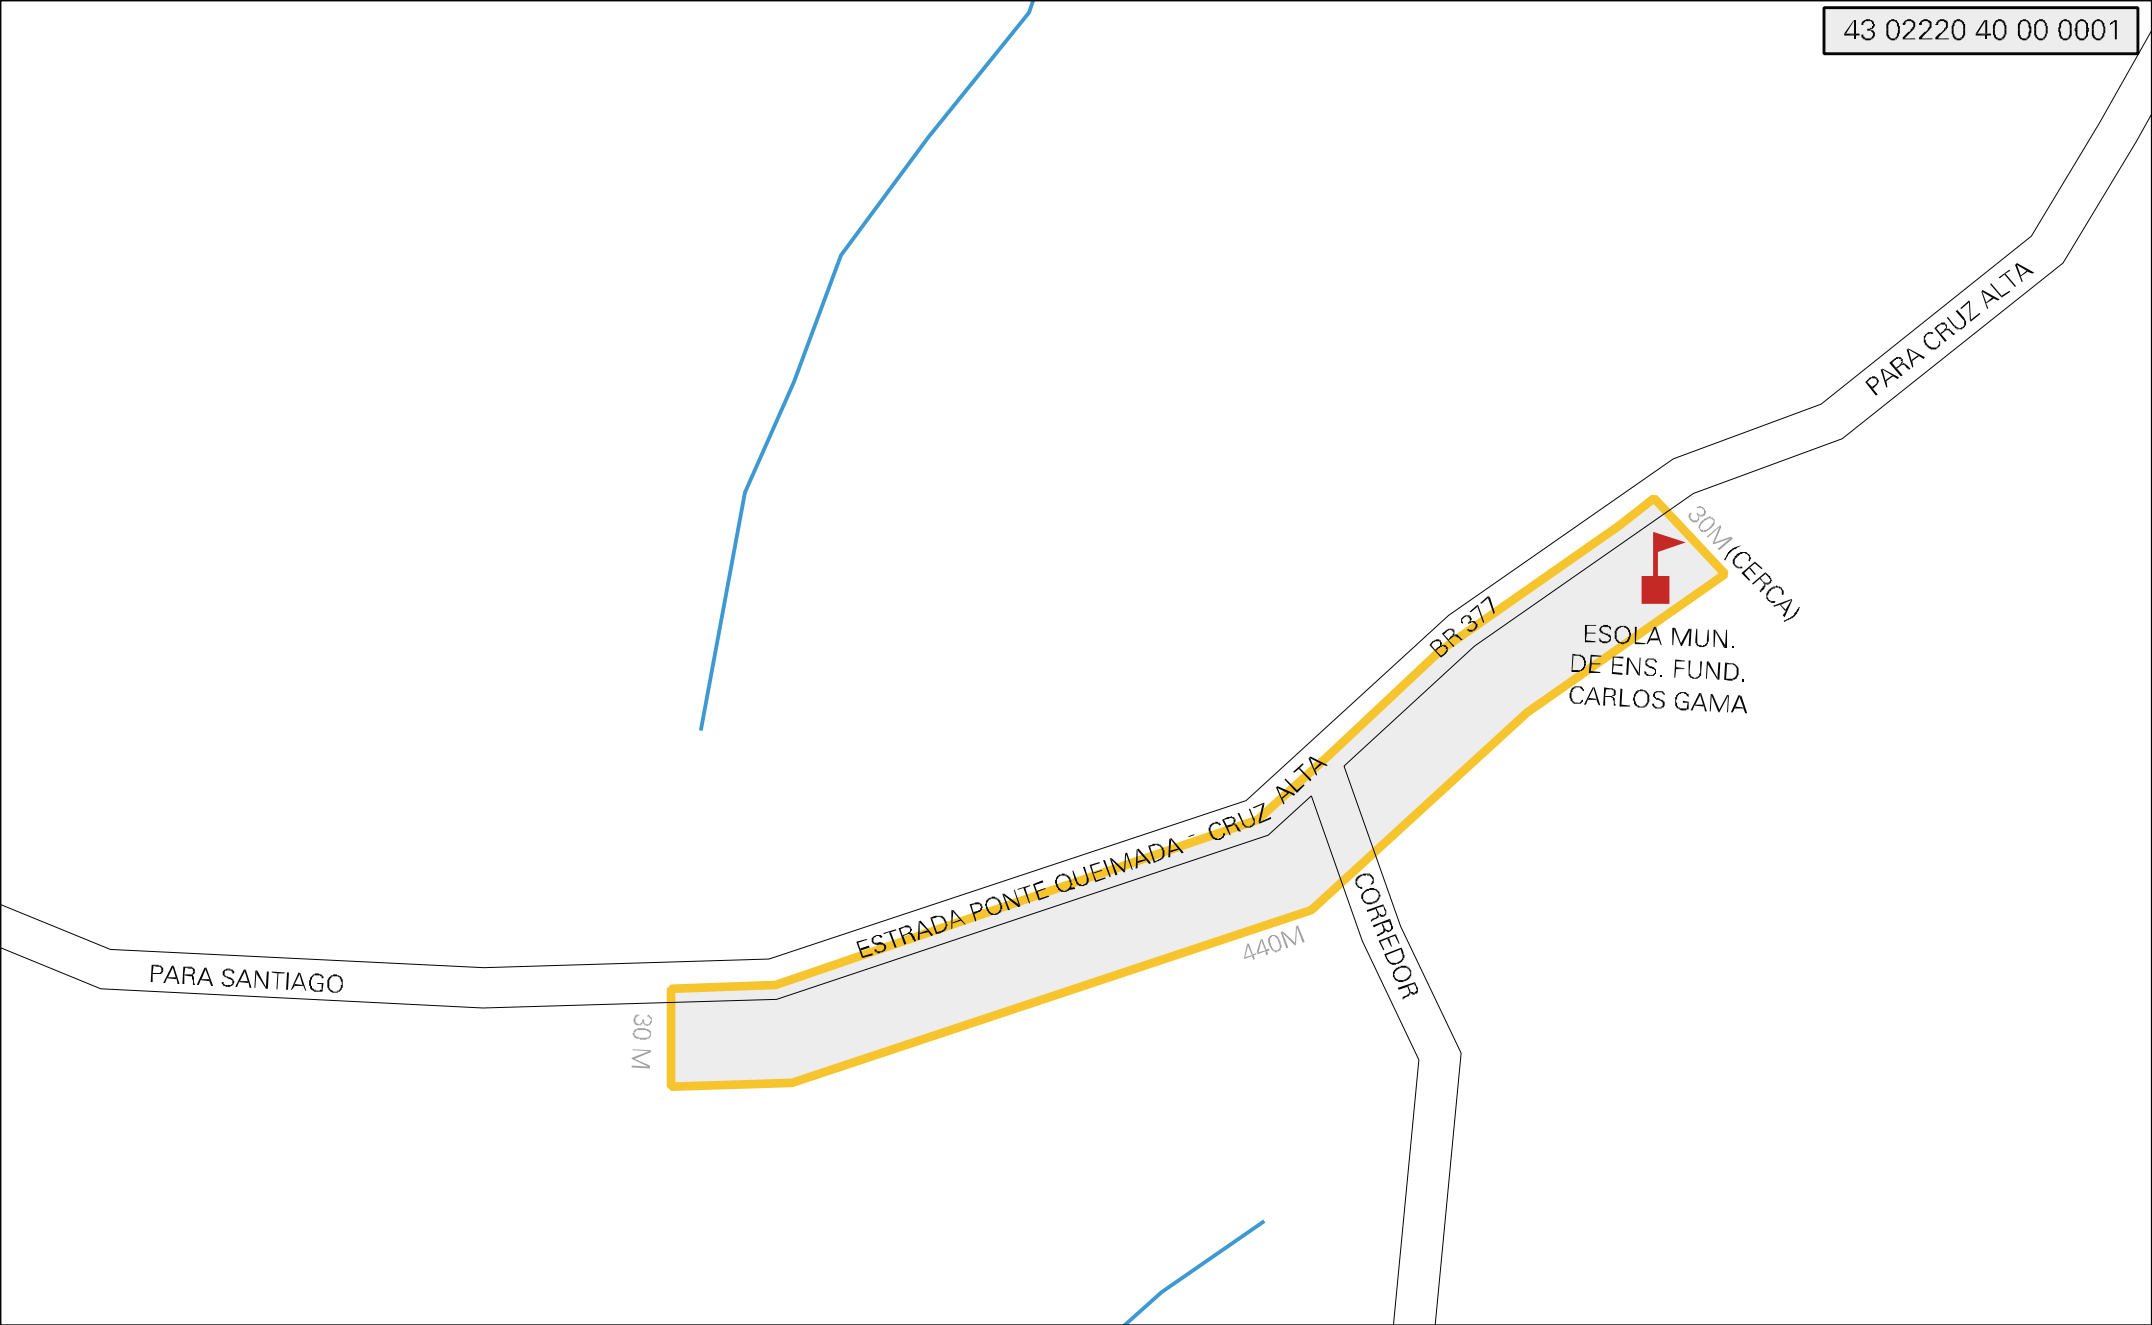 43 02220 40 00 0001
PARA CRUZ ALTA
30M
(CERCA)
BR 377
ESOLA MUN.
DE ENS. FUND.
CARLOS GAMA
ESTRADA PONTE QUEIMADA - CRUZ ALTA
CORREDOR
440M
PARA SANTIAGO
30 M